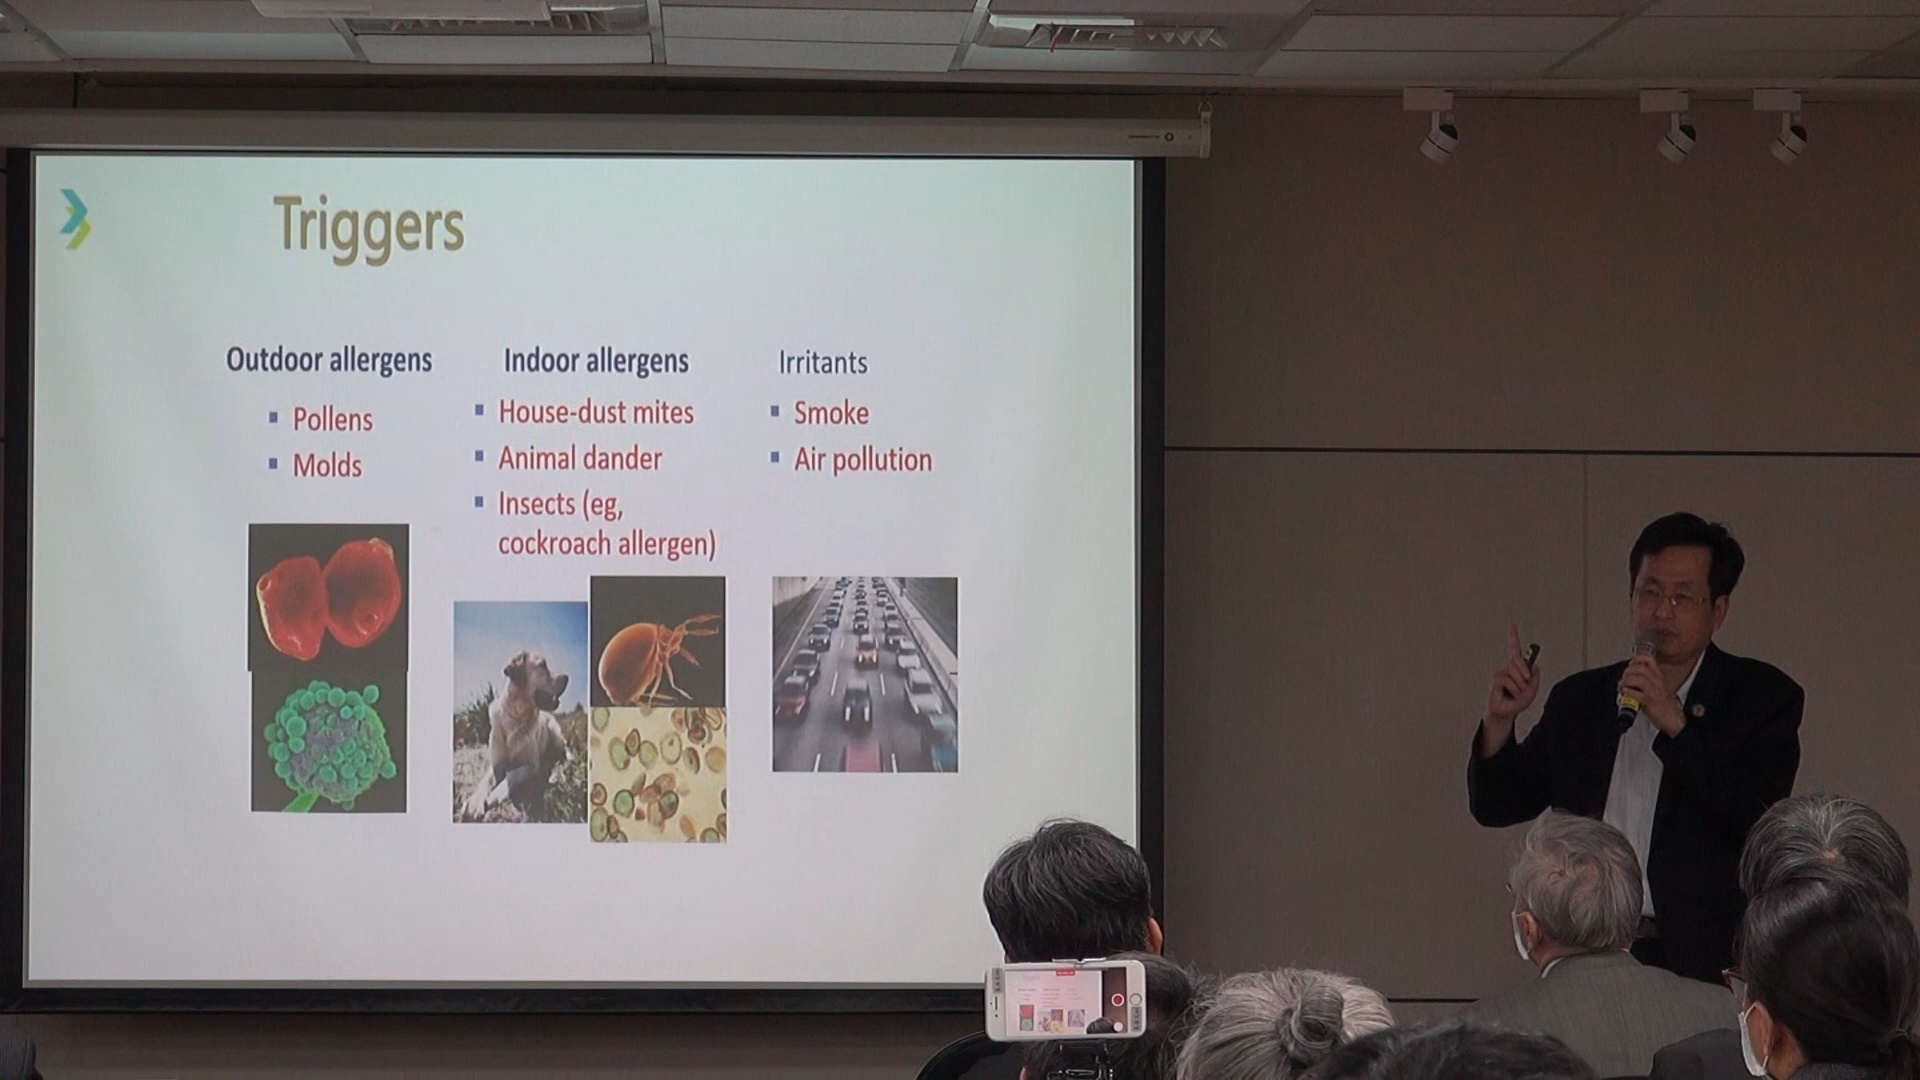 Triggers
Outdoor allergens
Pollens
Molds
Indoor allergens
House-dust mites
Animal dander
Insects (eg,
cockroach allergen)
Irritants
Smoke
Air pollution